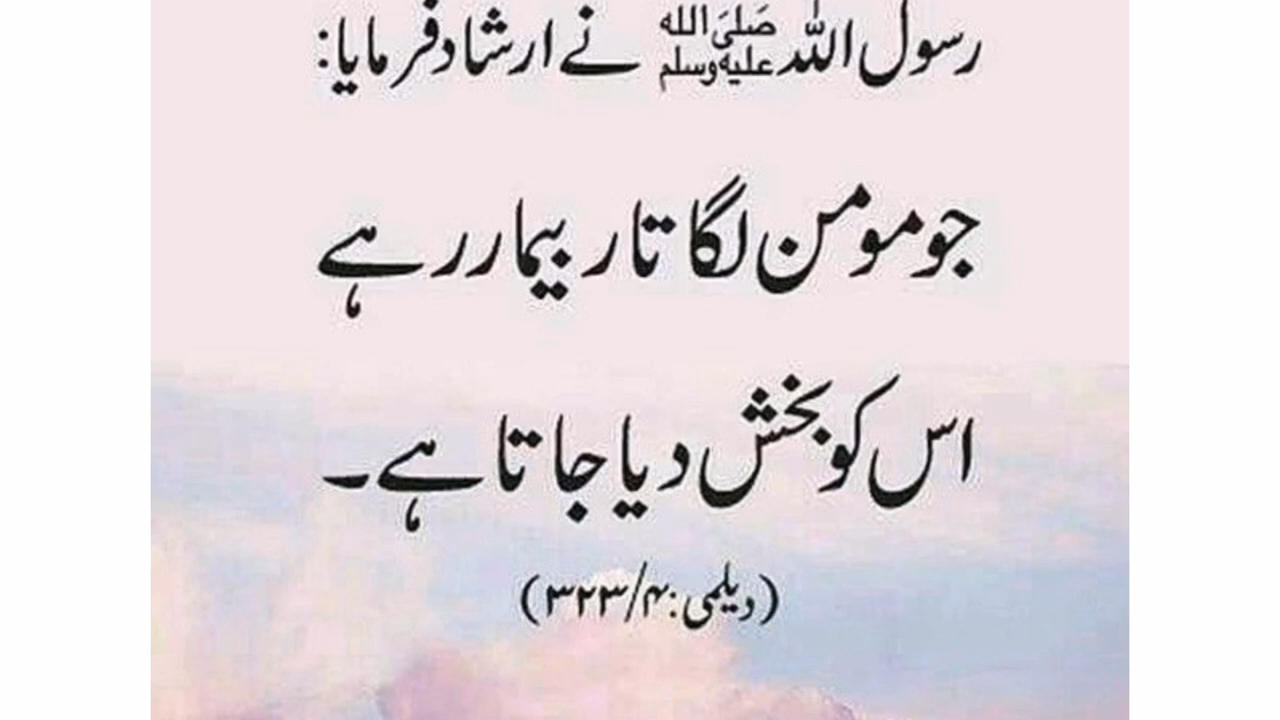 رسول اللہ صلی اللہ علیہ وسلم نے ارشاد فرمایا:
جو مومن لگاتار بیمار رہے
اس کو بخش دیا جاتا ہے۔
(دیلمی: ۴/۳۲۳)